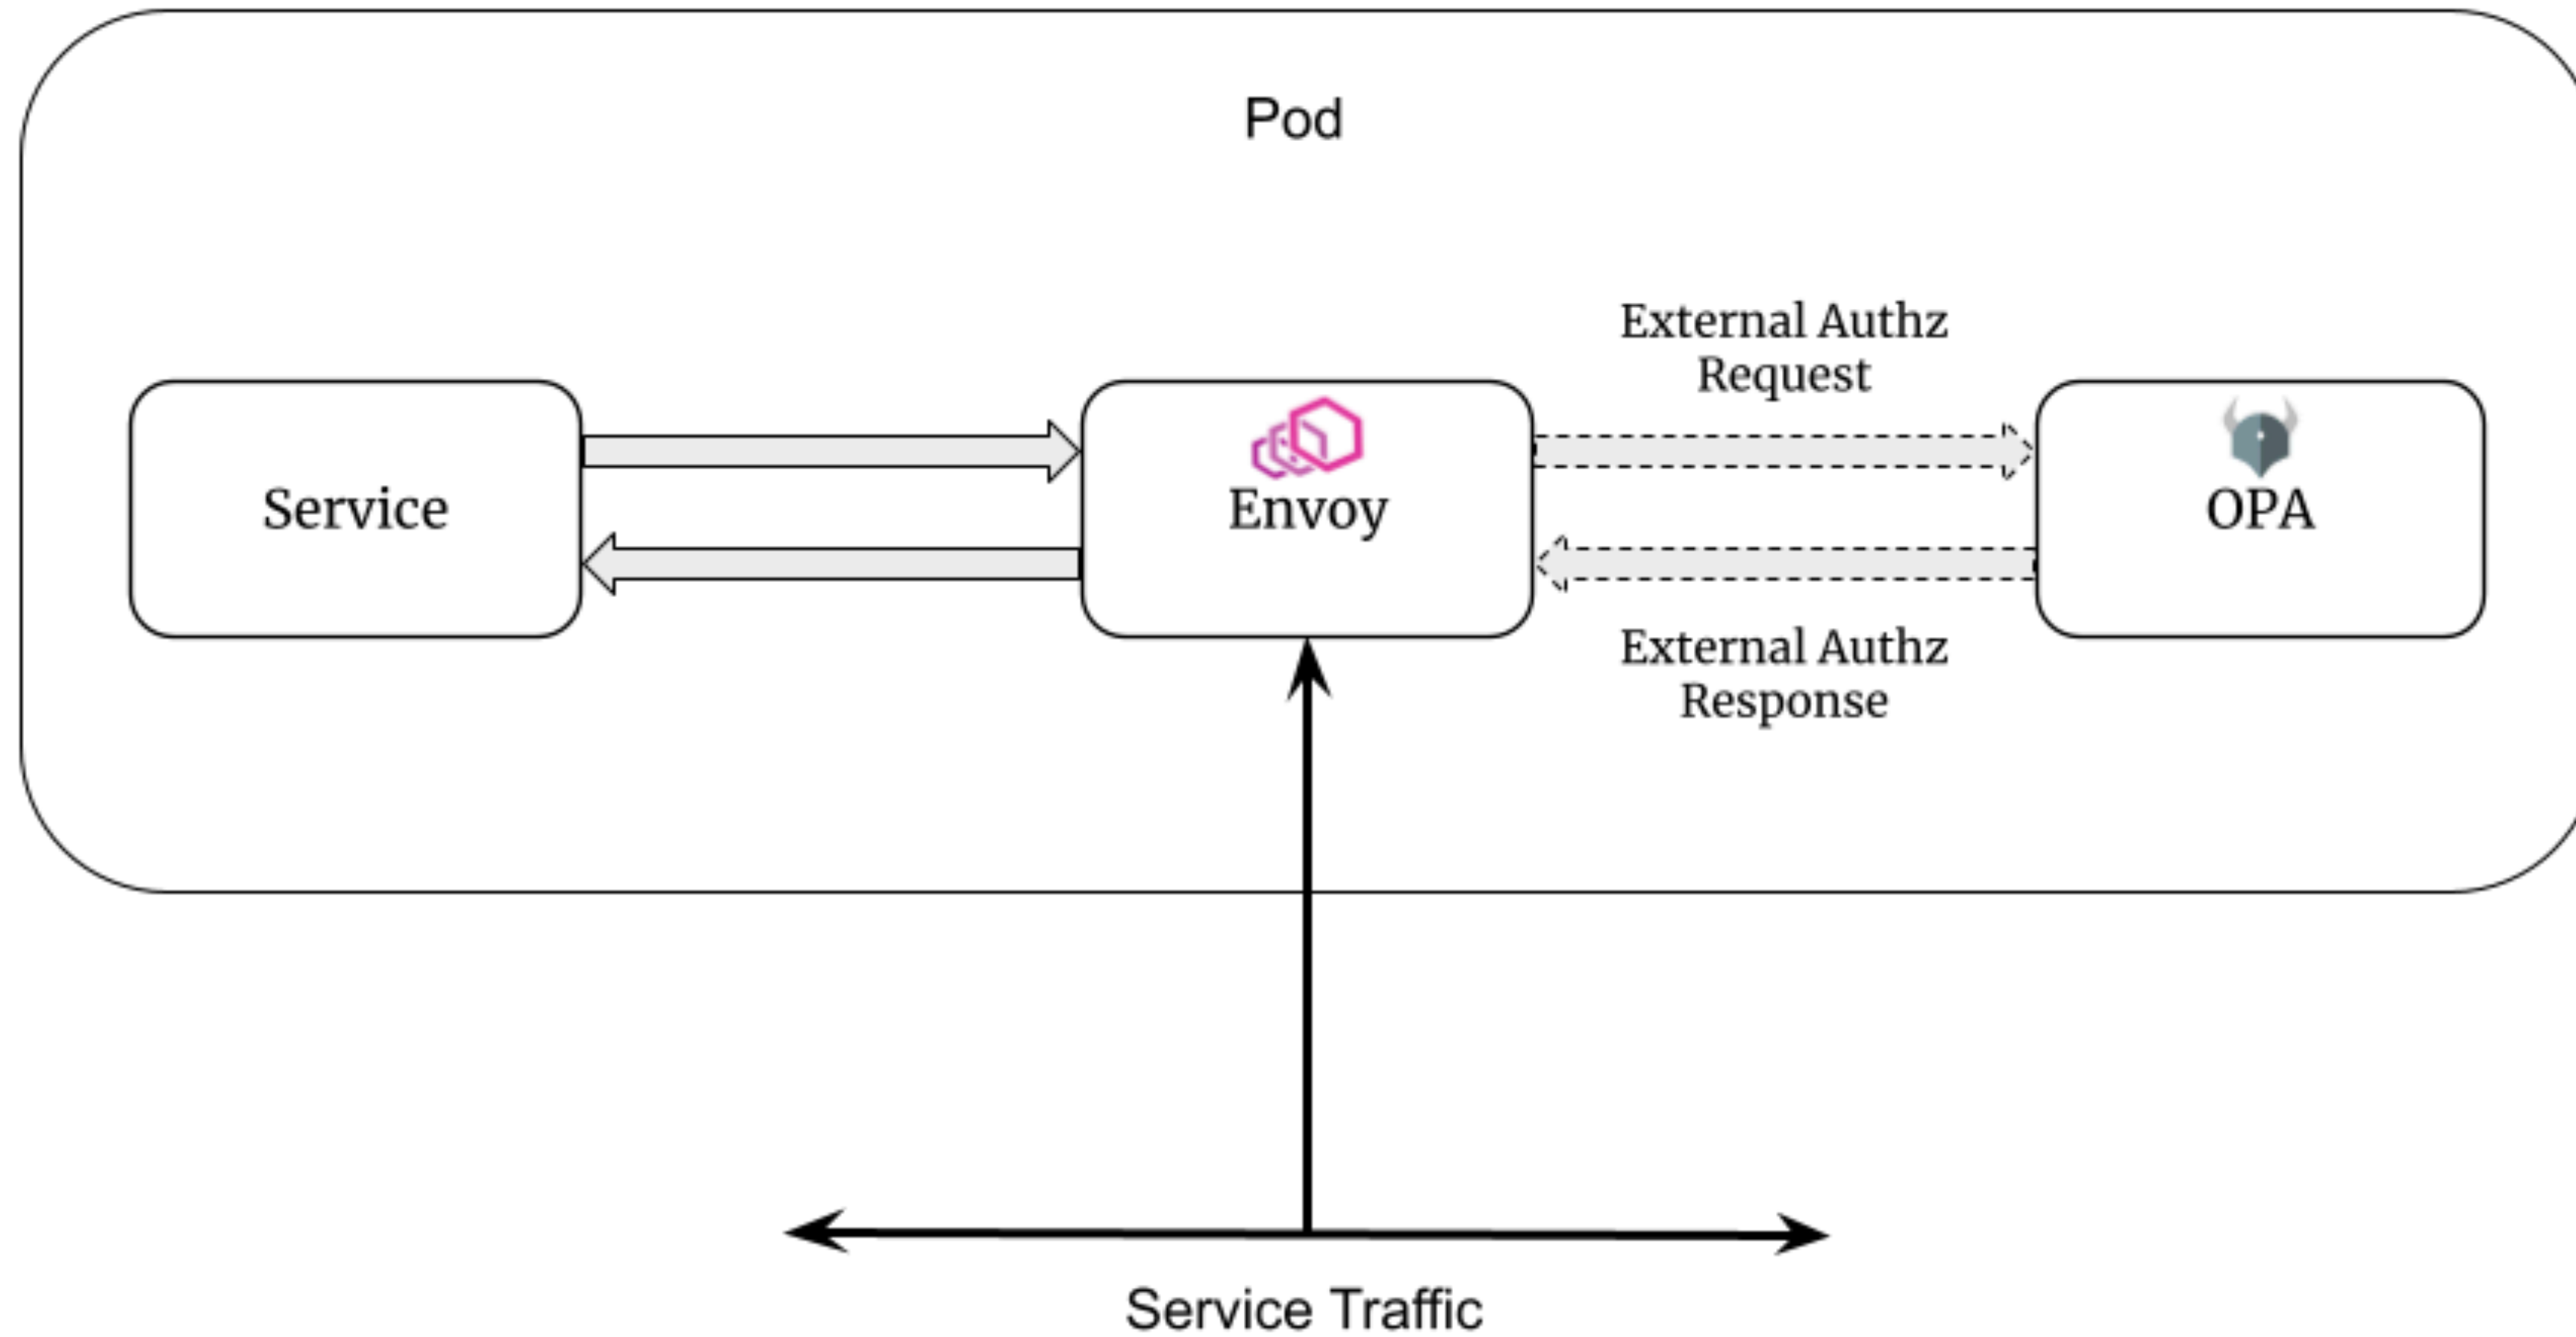 Pod
External Authz
Request
Service
Envoy
OPA
External Authz
Response
Service Traffic